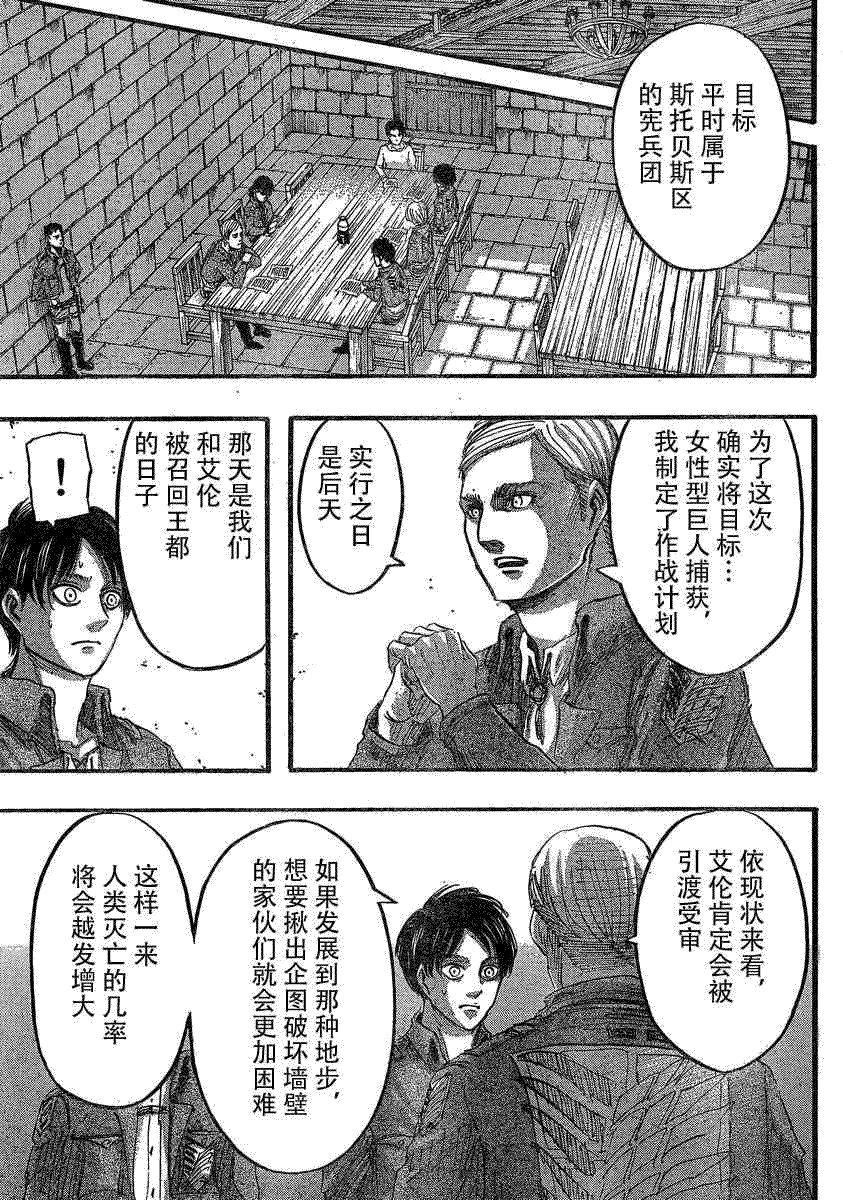 目标
平时属于
斯托贝斯区
的宪兵团
为了这次
确实将目标…
女性型巨人捕获,
我制定了作战计划
实行之日
是后天
那天是我们
和艾伦
被召回王都
的日子
!
依现状来看,
艾伦肯定会被
引渡受审
如果发展到那种地步,
想要揪出企图破坏墙壁
的家伙们就会更加困难
这样一来
人类灭亡的几率
将会越发增大